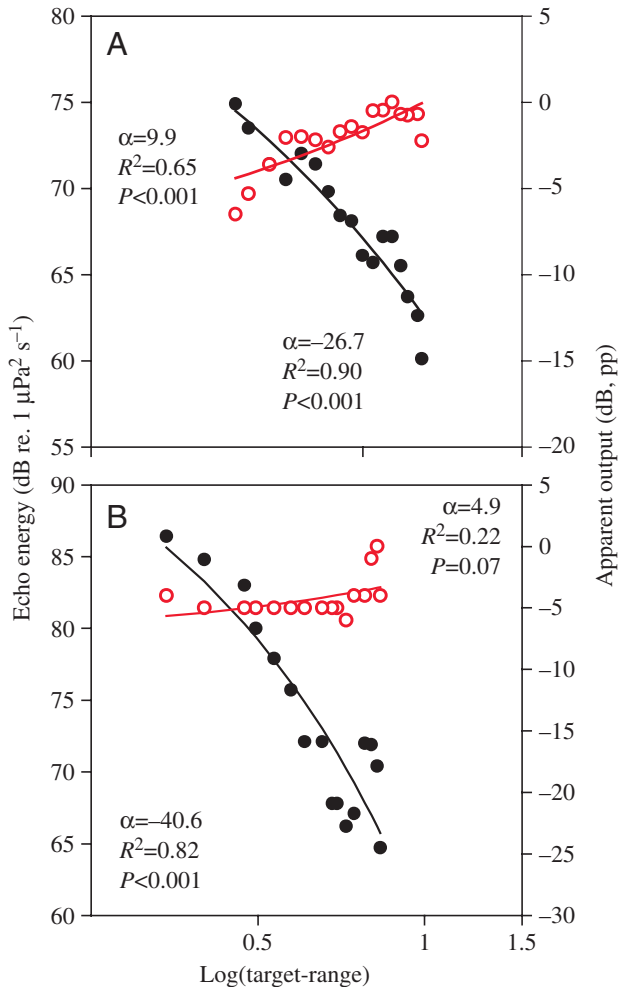 80
75
70
65
60
55
A
α=9.9
R²=0.65
P<0.001
α=–26.7
R²=0.90
P<0.001
5
0
–5
–10
–15
–20
Echo energy (dB re. 1 μPa² s⁻¹)
Apparent output (dB, pp)
90
85
80
75
70
65
60
B
α=4.9
R²=0.22
P=0.07
α=–40.6
R²=0.82
P<0.001
5
0
–5
–10
–15
–20
–25
–30
0.5
1
1.5
Log(target-range)